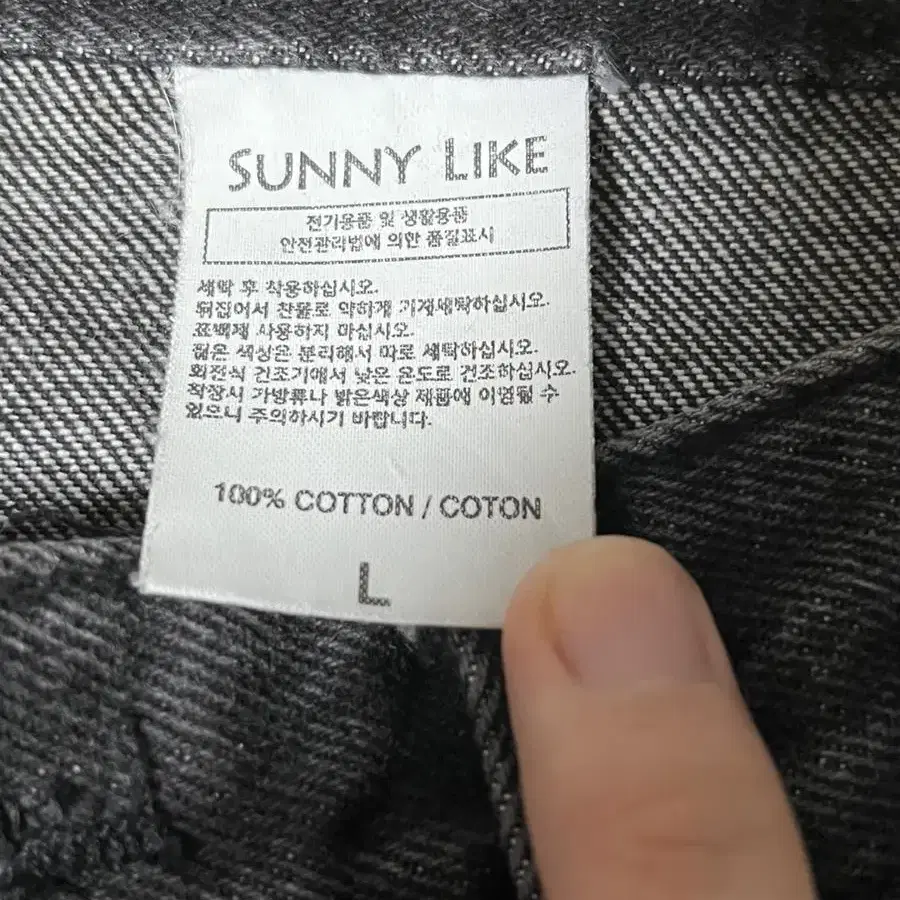 SUNNY LIKE
전기용품 및 생활용품
안전관리법에 의한 품질표시
세탁 후 착용하십시오.
뒤집어서 찬물로 약하게 기계세탁하십시오.
표백제 사용하지 마십시오.
짙은 색상은 분리해서 따로 세탁하십시오.
회전식 건조기에서 낮은 온도로 건조하십시오.
착장시 가방류나 밝은색상 제품에 이염될 수
있으니 주의하시기 바랍니다.
100% COTTON / COTON
L